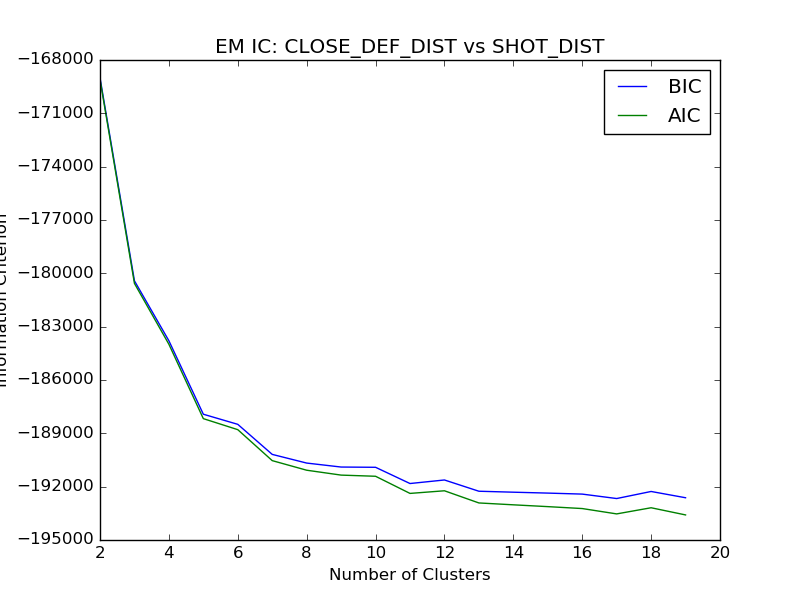 EM IC: CLOSE_DEF_DIST vs SHOT_DIST
BIC
AIC
−168000
−171000
−174000
−177000
−180000
−183000
−186000
−189000
−192000
−195000
Information Criterion
2 4 6 8 10 12 14 16 18 20
Number of Clusters